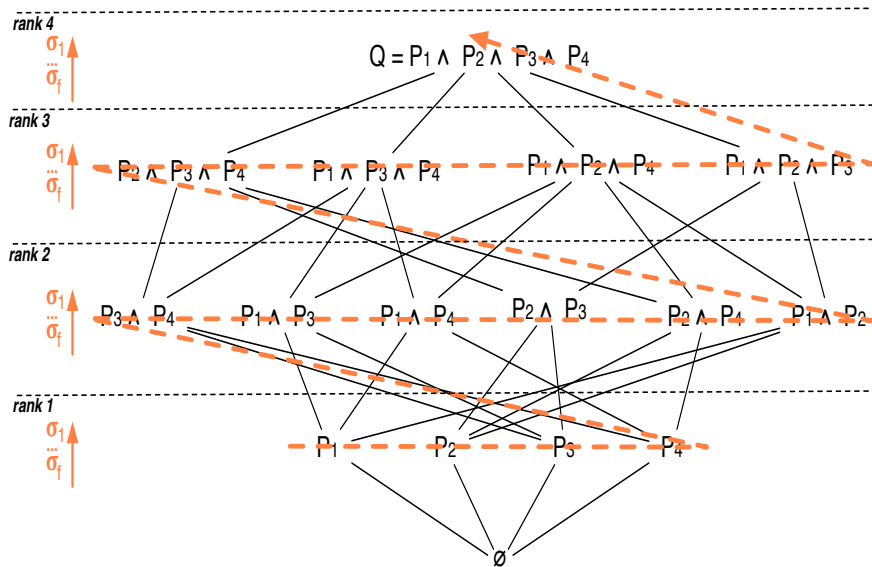 rank 4
σ1
...
σf
Q = P1 ∧ P2 ∧ P3 ∧ P4
rank 3
σ1
...
σf
P2 ∧ P3 ∧ P4 P1 ∧ P3 ∧ P4 P1 ∧ P2 ∧ P4 P1 ∧ P2 ∧ P3
rank 2
σ1
...
σf
P3 ∧ P4 P1 ∧ P3 P1 ∧ P4 P2 ∧ P3 P2 ∧ P4 P1 ∧ P2
rank 1
σ1
...
σf
P1 P2 P3 P4
∅